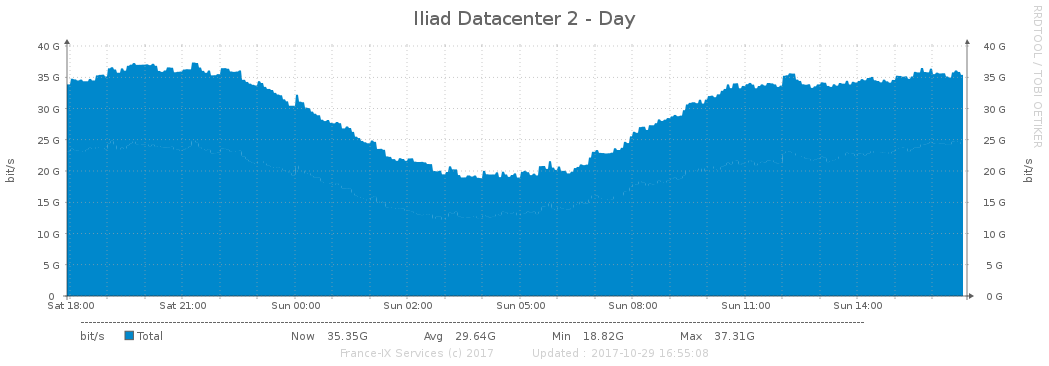 Iliad Datacenter 2 - Day
RRDTOOL / TOBI OETIKER
bit/s
bit/s
40 G
40 G
35 G
35 G
30 G
30 G
25 G
25 G
20 G
20 G
15 G
15 G
10 G
10 G
5 G
5 G
0
0 G
Sat 18:00 Sat 21:00 Sun 00:00 Sun 02:00 Sun 05:00 Sun 08:00 Sun 11:00 Sun 14:00
bit/s Total Now 35.35G Avg 29.64G Min 18.82G Max 37.31G
France-IX Services (c) 2017 Updated : 2017-10-29 16:55:08